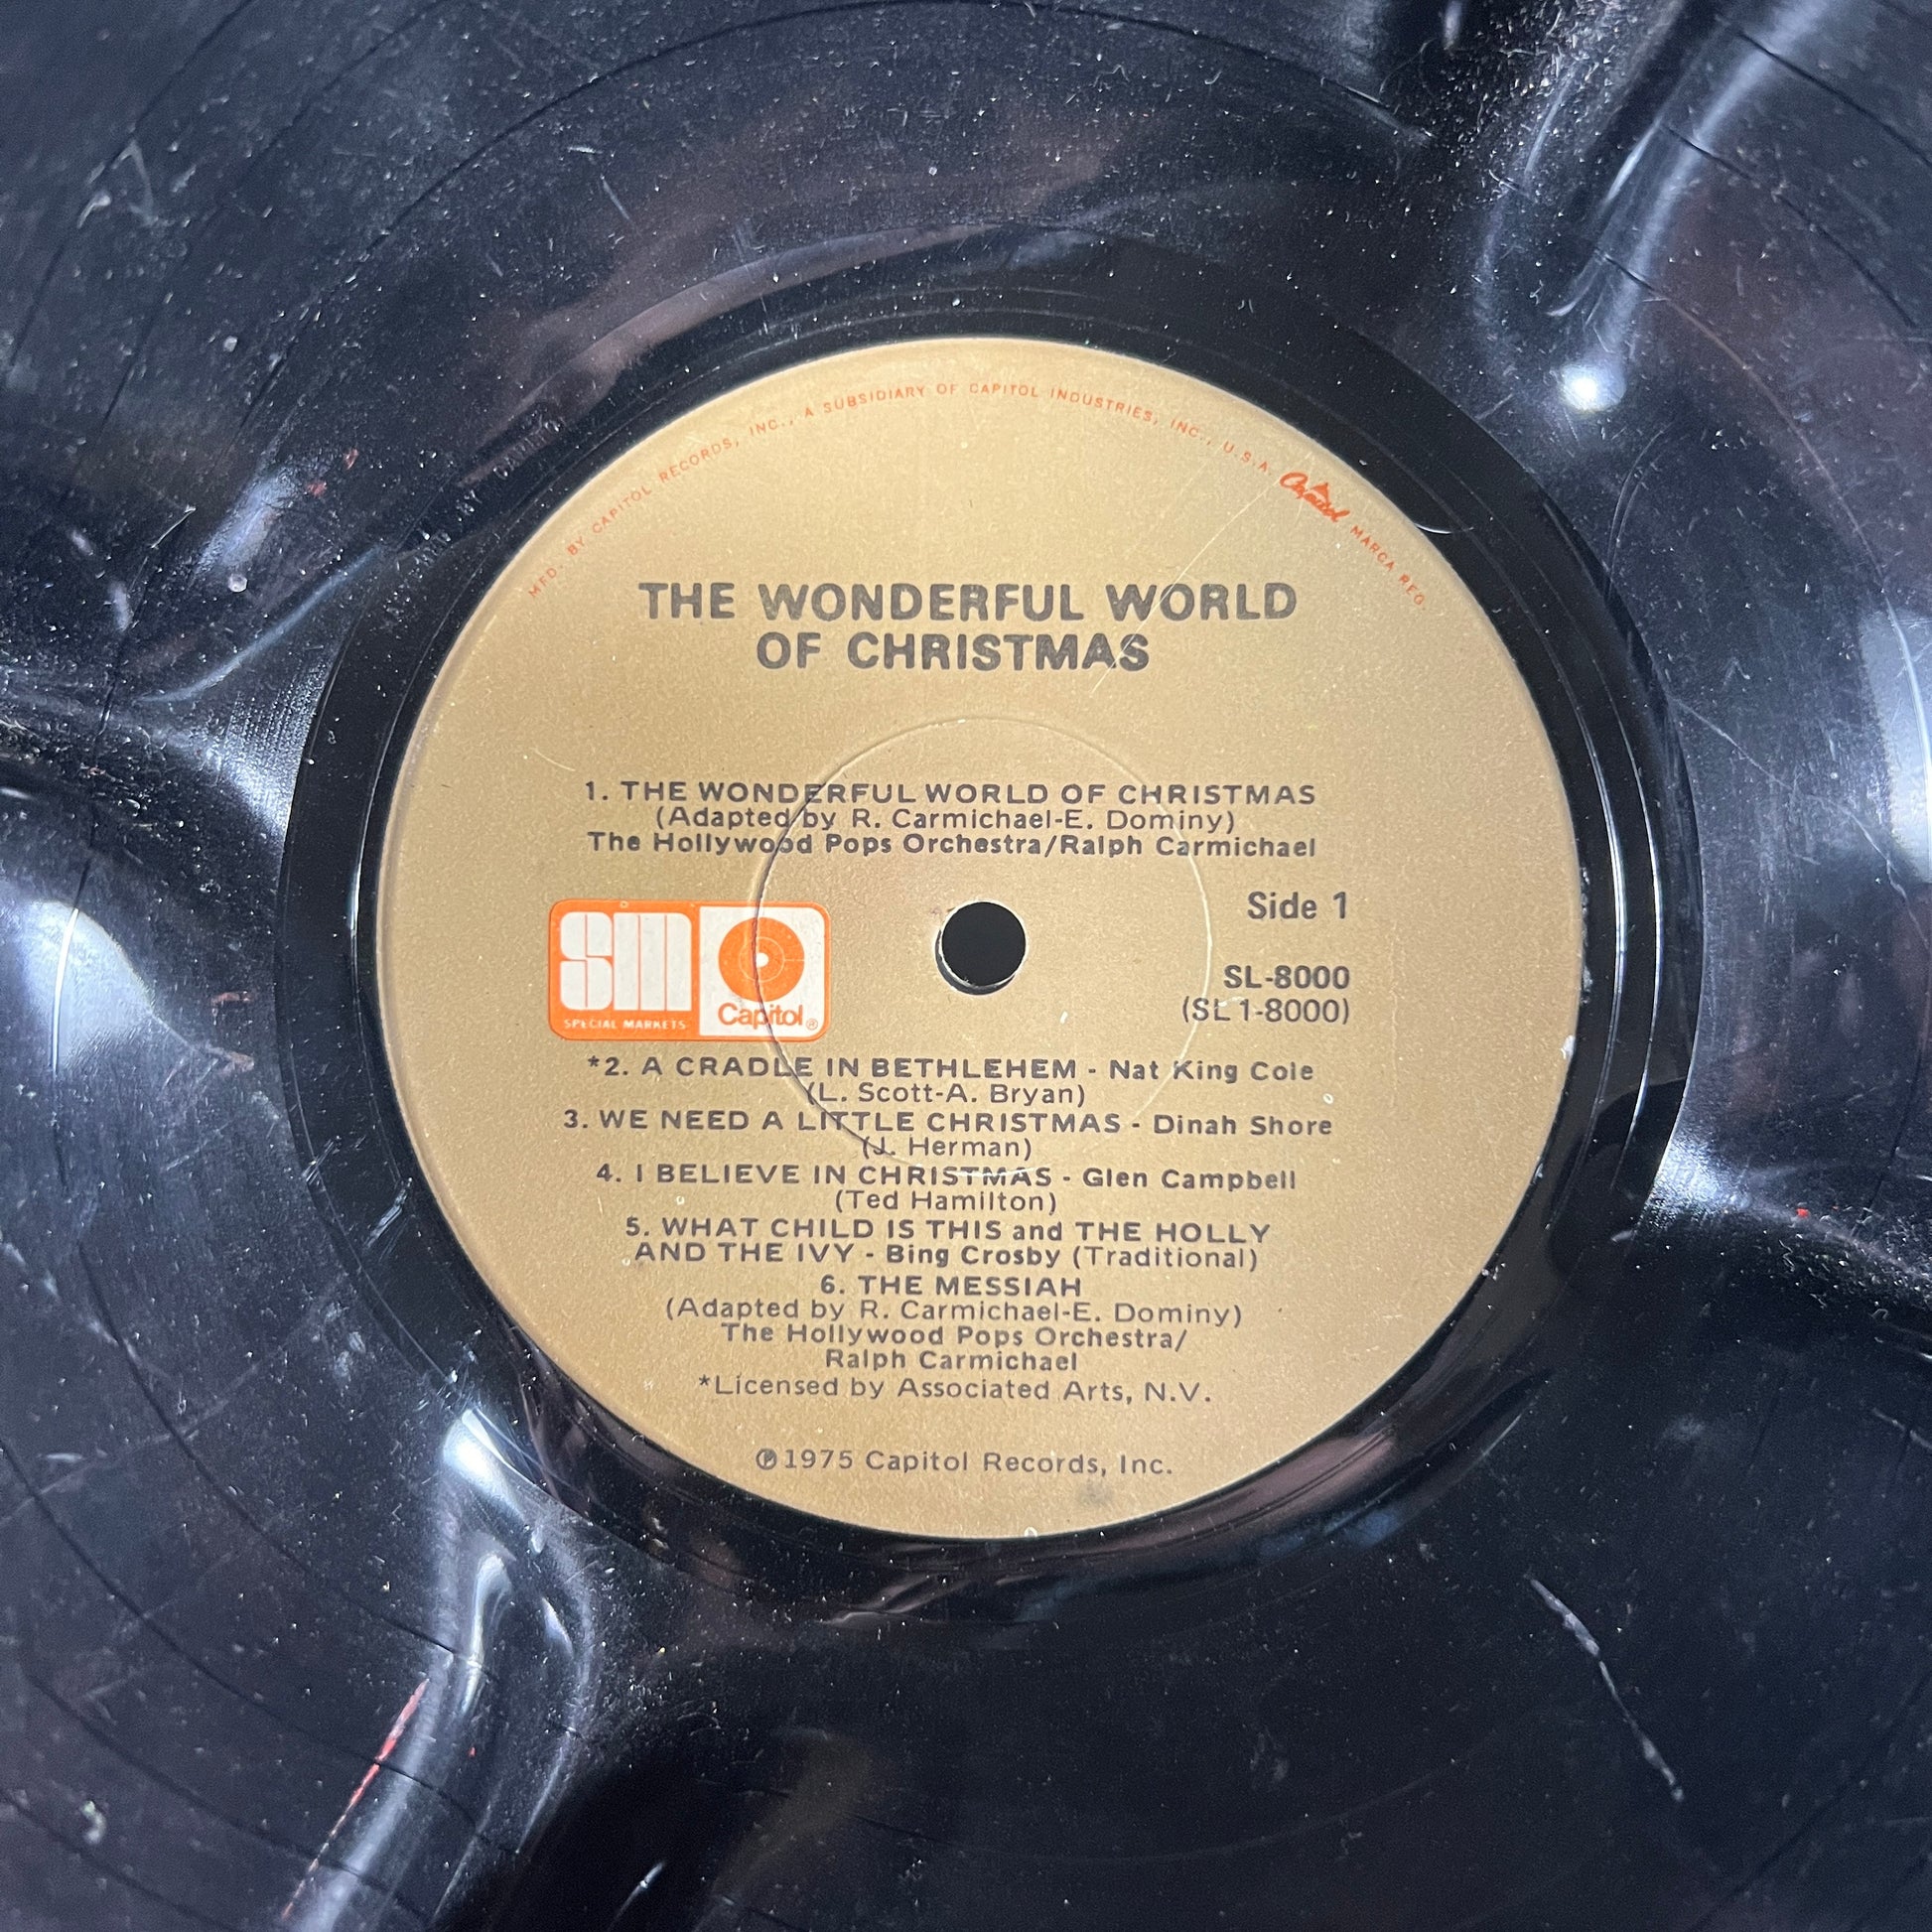 MFD. BY CAPITOL RECORDS, INC., A SUBSIDIARY OF CAPITOL INDUSTRIES, INC., U.S.A. Capitol MARCA REG.
THE WONDERFUL WORLD
OF CHRISTMAS
1. THE WONDERFUL WORLD OF CHRISTMAS
(Adapted by R. Carmichael-E. Dominy)
The Hollywood Pops Orchestra/Ralph Carmichael
Side 1
SM
SPECIAL MARKETS
Capitol®
SL-8000
(SL1-8000)
*2. A CRADLE IN BETHLEHEM - Nat King Cole
(L. Scott-A. Bryan)
3. WE NEED A LITTLE CHRISTMAS - Dinah Shore
(J. Herman)
4. I BELIEVE IN CHRISTMAS - Glen Campbell
(Ted Hamilton)
5. WHAT CHILD IS THIS and THE HOLLY
AND THE IVY - Bing Crosby (Traditional)
6. THE MESSIAH
(Adapted by R. Carmichael-E. Dominy)
The Hollywood Pops Orchestra/
Ralph Carmichael
*Licensed by Associated Arts, N.V.
℗1975 Capitol Records, Inc.